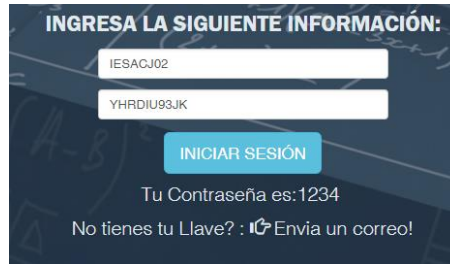 INGRESA LA SIGUIENTE INFORMACIÓN:
IESACJ02
YHRDIU93JK
INICIAR SESIÓN
Tu Contraseña es:1234
No tienes tu Llave? : Envia un correo!